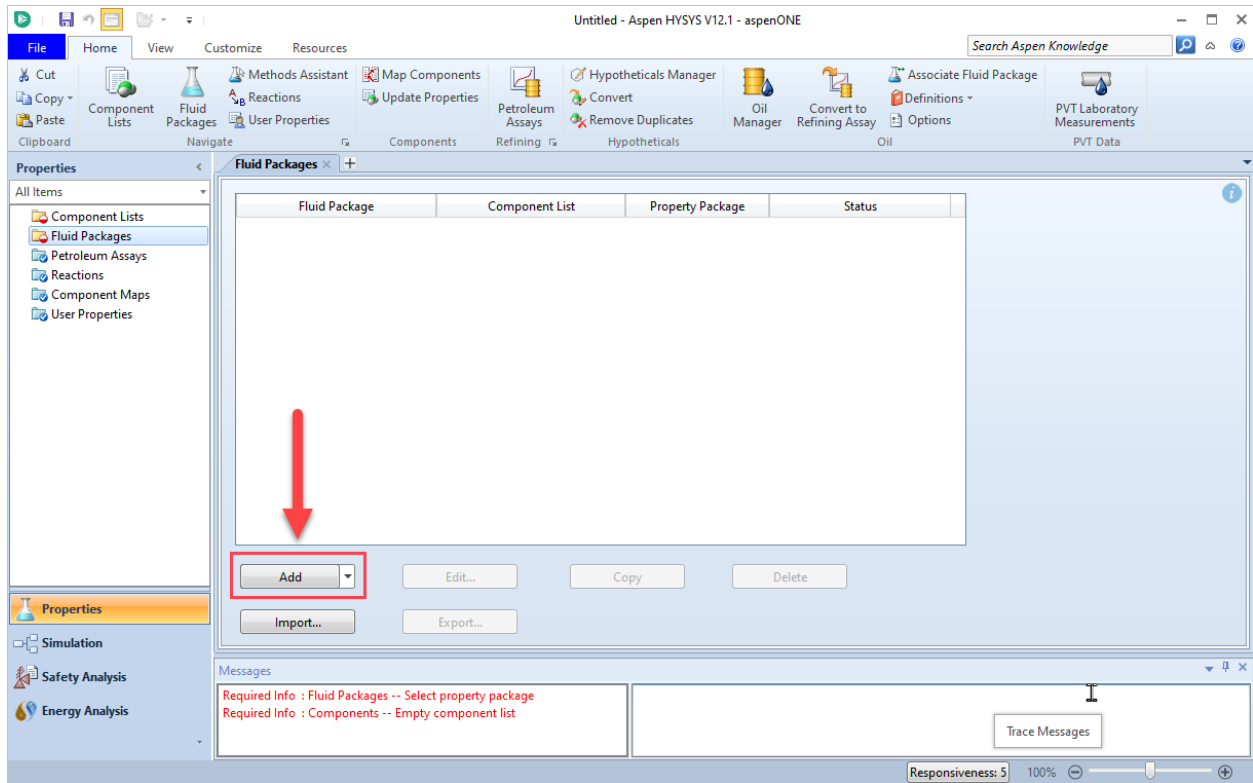 Untitled - Aspen HYSYS V12.1 - aspenONE
File Home View Customize Resources Search Aspen Knowledge
Cut
Copy
Paste
Clipboard
Component Lists
Fluid Packages
Methods Assistant
Reactions
User Properties
Navigate
Map Components
Update Properties
Components
Petroleum Assays
Refining
Hypotheticals Manager
Convert
Remove Duplicates
Hypotheticals
Oil Manager
Convert to Refining Assay
Associate Fluid Package
Definitions
Options
Oil
PVT Laboratory Measurements
PVT Data
Properties
All Items
Component Lists
Fluid Packages
Petroleum Assays
Reactions
Component Maps
User Properties
Properties
Simulation
Safety Analysis
Energy Analysis
Fluid Packages
Fluid Package Component List Property Package Status
Add Edit... Copy Delete
Import... Export...
Messages
Required Info : Fluid Packages -- Select property package
Required Info : Components -- Empty component list
Trace Messages
Responsiveness: 5 100%